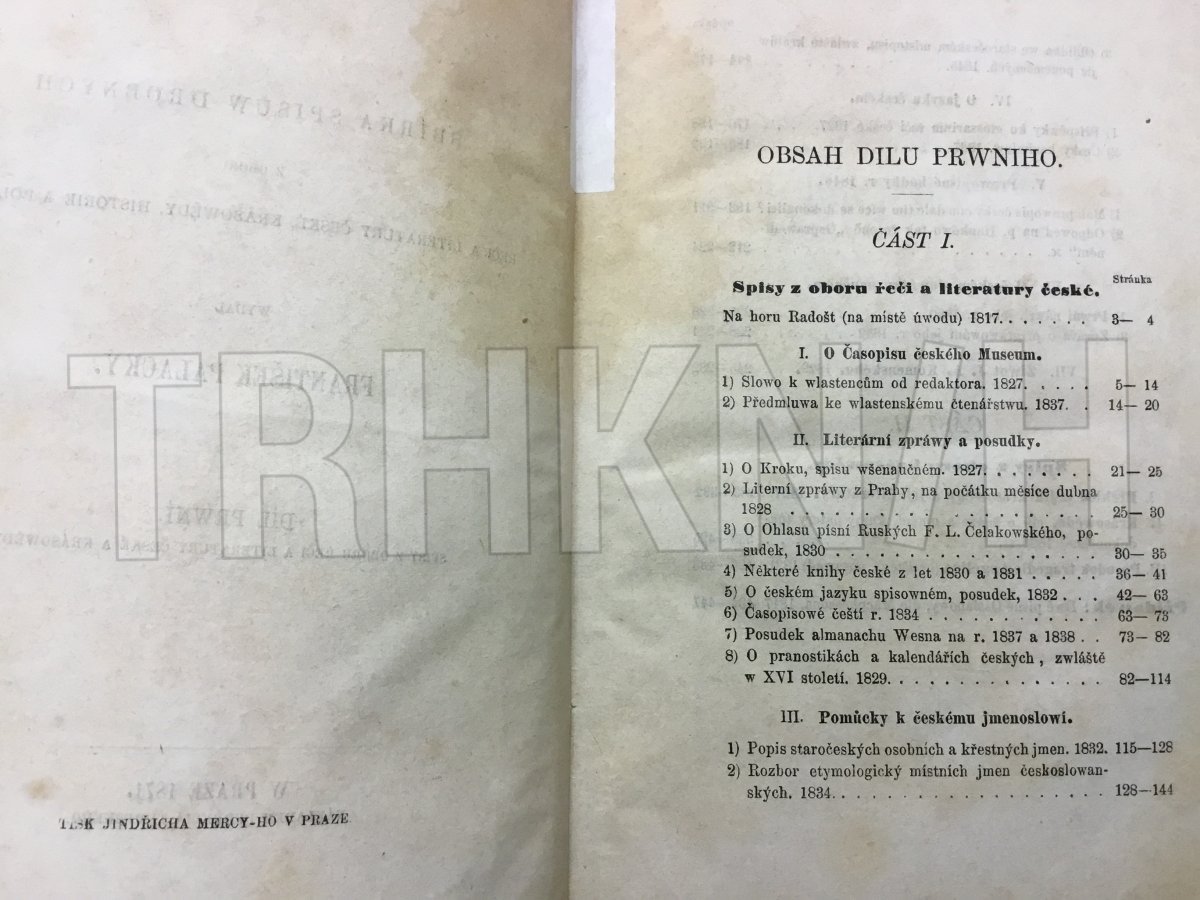 TISK JINDŘICHA MERCY-HO V PRAZE
OBSAH DILU PRWNIHO.
ČÁST I.
Stránka
Spisy z oboru řeči a literatury české.
Na horu Radošt (na místě úwodu) 1817. . . . . . . 3— 4
I. O Časopisu českého Museum.
1) Slowo k wlastencům od redaktora. 1827. . . . . 5— 14
2) Předmluwa ke wlastenskému čtenářstwu. 1837. . 14— 20
II. Literární zpráwy a posudky.
1) O Kroku, spisu wšenaučném. 1827. . . . . . . . 21— 25
2) Literní zpráwy z Prahy, na počátku měsíce dubna
1828 . . . . . . . . . . . . . . . . . 25— 30
3) O Ohlasu písní Ruských F. L. Čelakowského, po-
sudek, 1830 . . . . . . . . . . . . . . . 30— 35
4) Některé knihy české z let 1830 a 1831 . . . . . 36— 41
5) O českém jazyku spisowném, posudek, 1832 . . . 42— 63
6) Časopisowé čeští r. 1834 . . . . . . . . . . . 63— 73
7) Posudek almanachu Wesna na r. 1837 a 1838 . . 73— 82
8) O pranostikách a kalendářích českých, zwláště
w XVI století. 1829. . . . . . . . . . . . . 82—114
III. Pomůcky k českému jmenoslowí.
1) Popis staročeských osobních a křestných jmen. 1832. 115—128
2) Rozbor etymologický místních jmen českoslowan-
ských. 1834. . . . . . . . . . . . . . . . . . 128—144
TRHKNIH